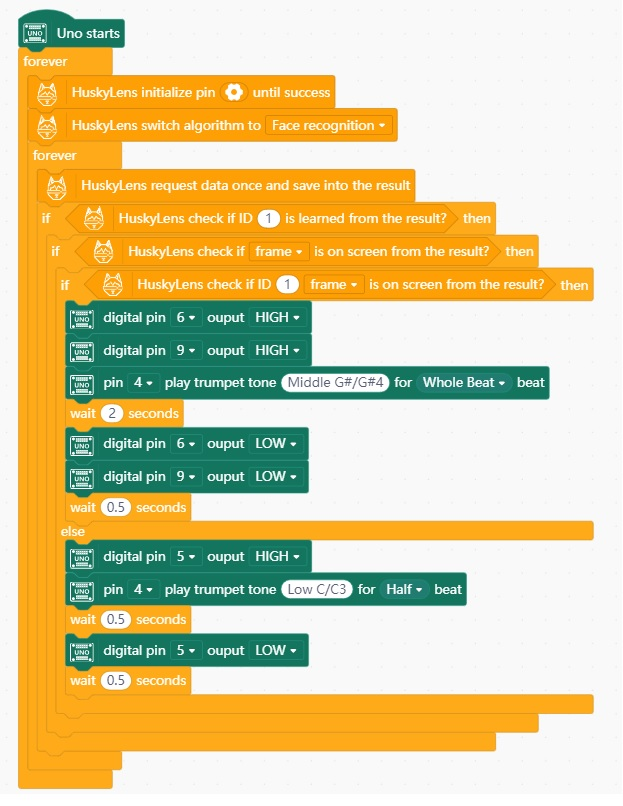 UNO Uno starts
forever
HuskyLens initialize pin until success
HuskyLens switch algorithm to Face recognition
forever
HuskyLens request data once and save into the result
if HuskyLens check if ID 1 is learned from the result? then
if HuskyLens check if frame is on screen from the result? then
if HuskyLens check if ID 1 frame is on screen from the result? then
UNO digital pin 6 ouput HIGH
UNO digital pin 9 ouput HIGH
UNO pin 4 play trumpet tone Middle G#/G#4 for Whole Beat beat
wait 2 seconds
UNO digital pin 6 ouput LOW
UNO digital pin 9 ouput LOW
wait 0.5 seconds
else
UNO digital pin 5 ouput HIGH
UNO pin 4 play trumpet tone Low C/C3 for Half beat
wait 0.5 seconds
UNO digital pin 5 ouput LOW
wait 0.5 seconds